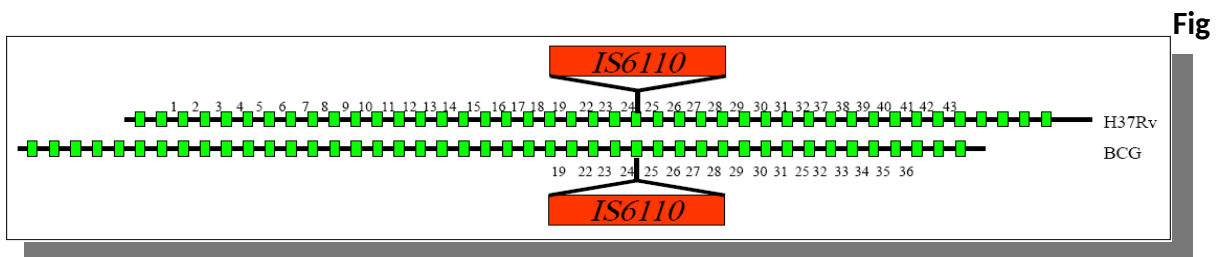 Fig
IS6110
1 2 3 4 5 6 7 8 9 10 11 12 13 14 15 16 17 18 19 22 23 24 25 26 27 28 29 30 31 32 37 38 39 40 41 42 43
H37Rv
BCG
19 22 23 24 25 26 27 28 29 30 31 25 32 33 34 35 36
IS6110